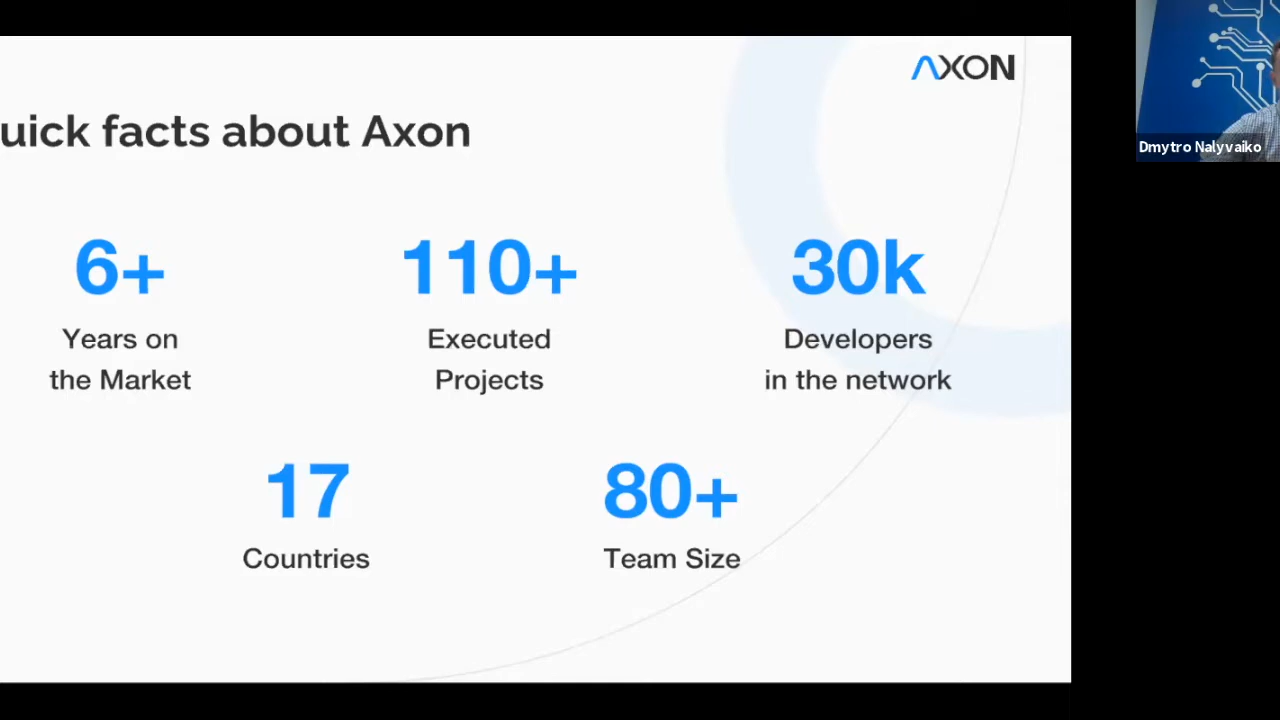 AXON
uick facts about Axon
6+
Years on
the Market
110+
Executed
Projects
30k
Developers
in the network
17
Countries
80+
Team Size
Dmytro Nalyvaiko